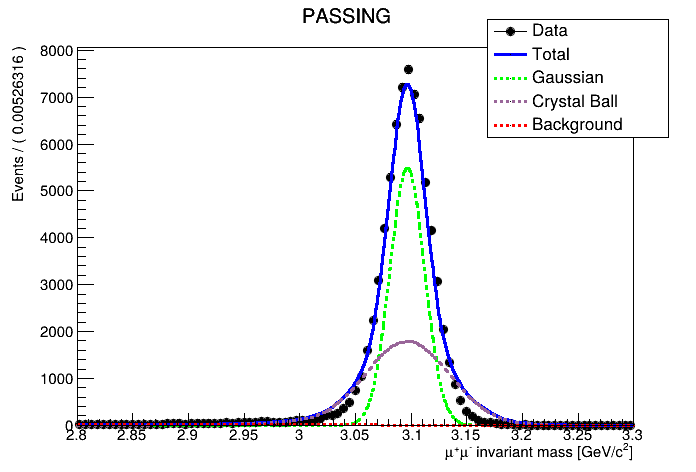 PASSING
Data
Total
Gaussian
Crystal Ball
Background
Events / ( 0.00526316 )
8000
7000
6000
5000
4000
3000
2000
1000
0
2.8 2.85 2.9 2.95 3 3.05 3.1 3.15 3.2 3.25 3.3
μ⁺μ⁻ invariant mass [GeV/c²]